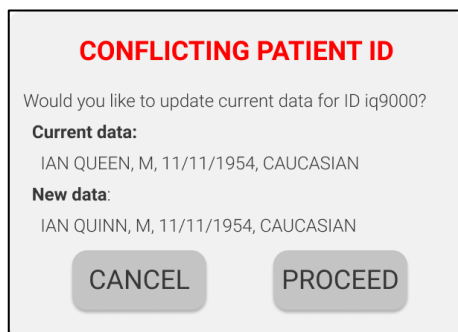 CONFLICTING PATIENT ID
Would you like to update current data for ID iq9000?
Current data:
IAN QUEEN, M, 11/11/1954, CAUCASIAN
New data:
IAN QUINN, M, 11/11/1954, CAUCASIAN
CANCEL PROCEED